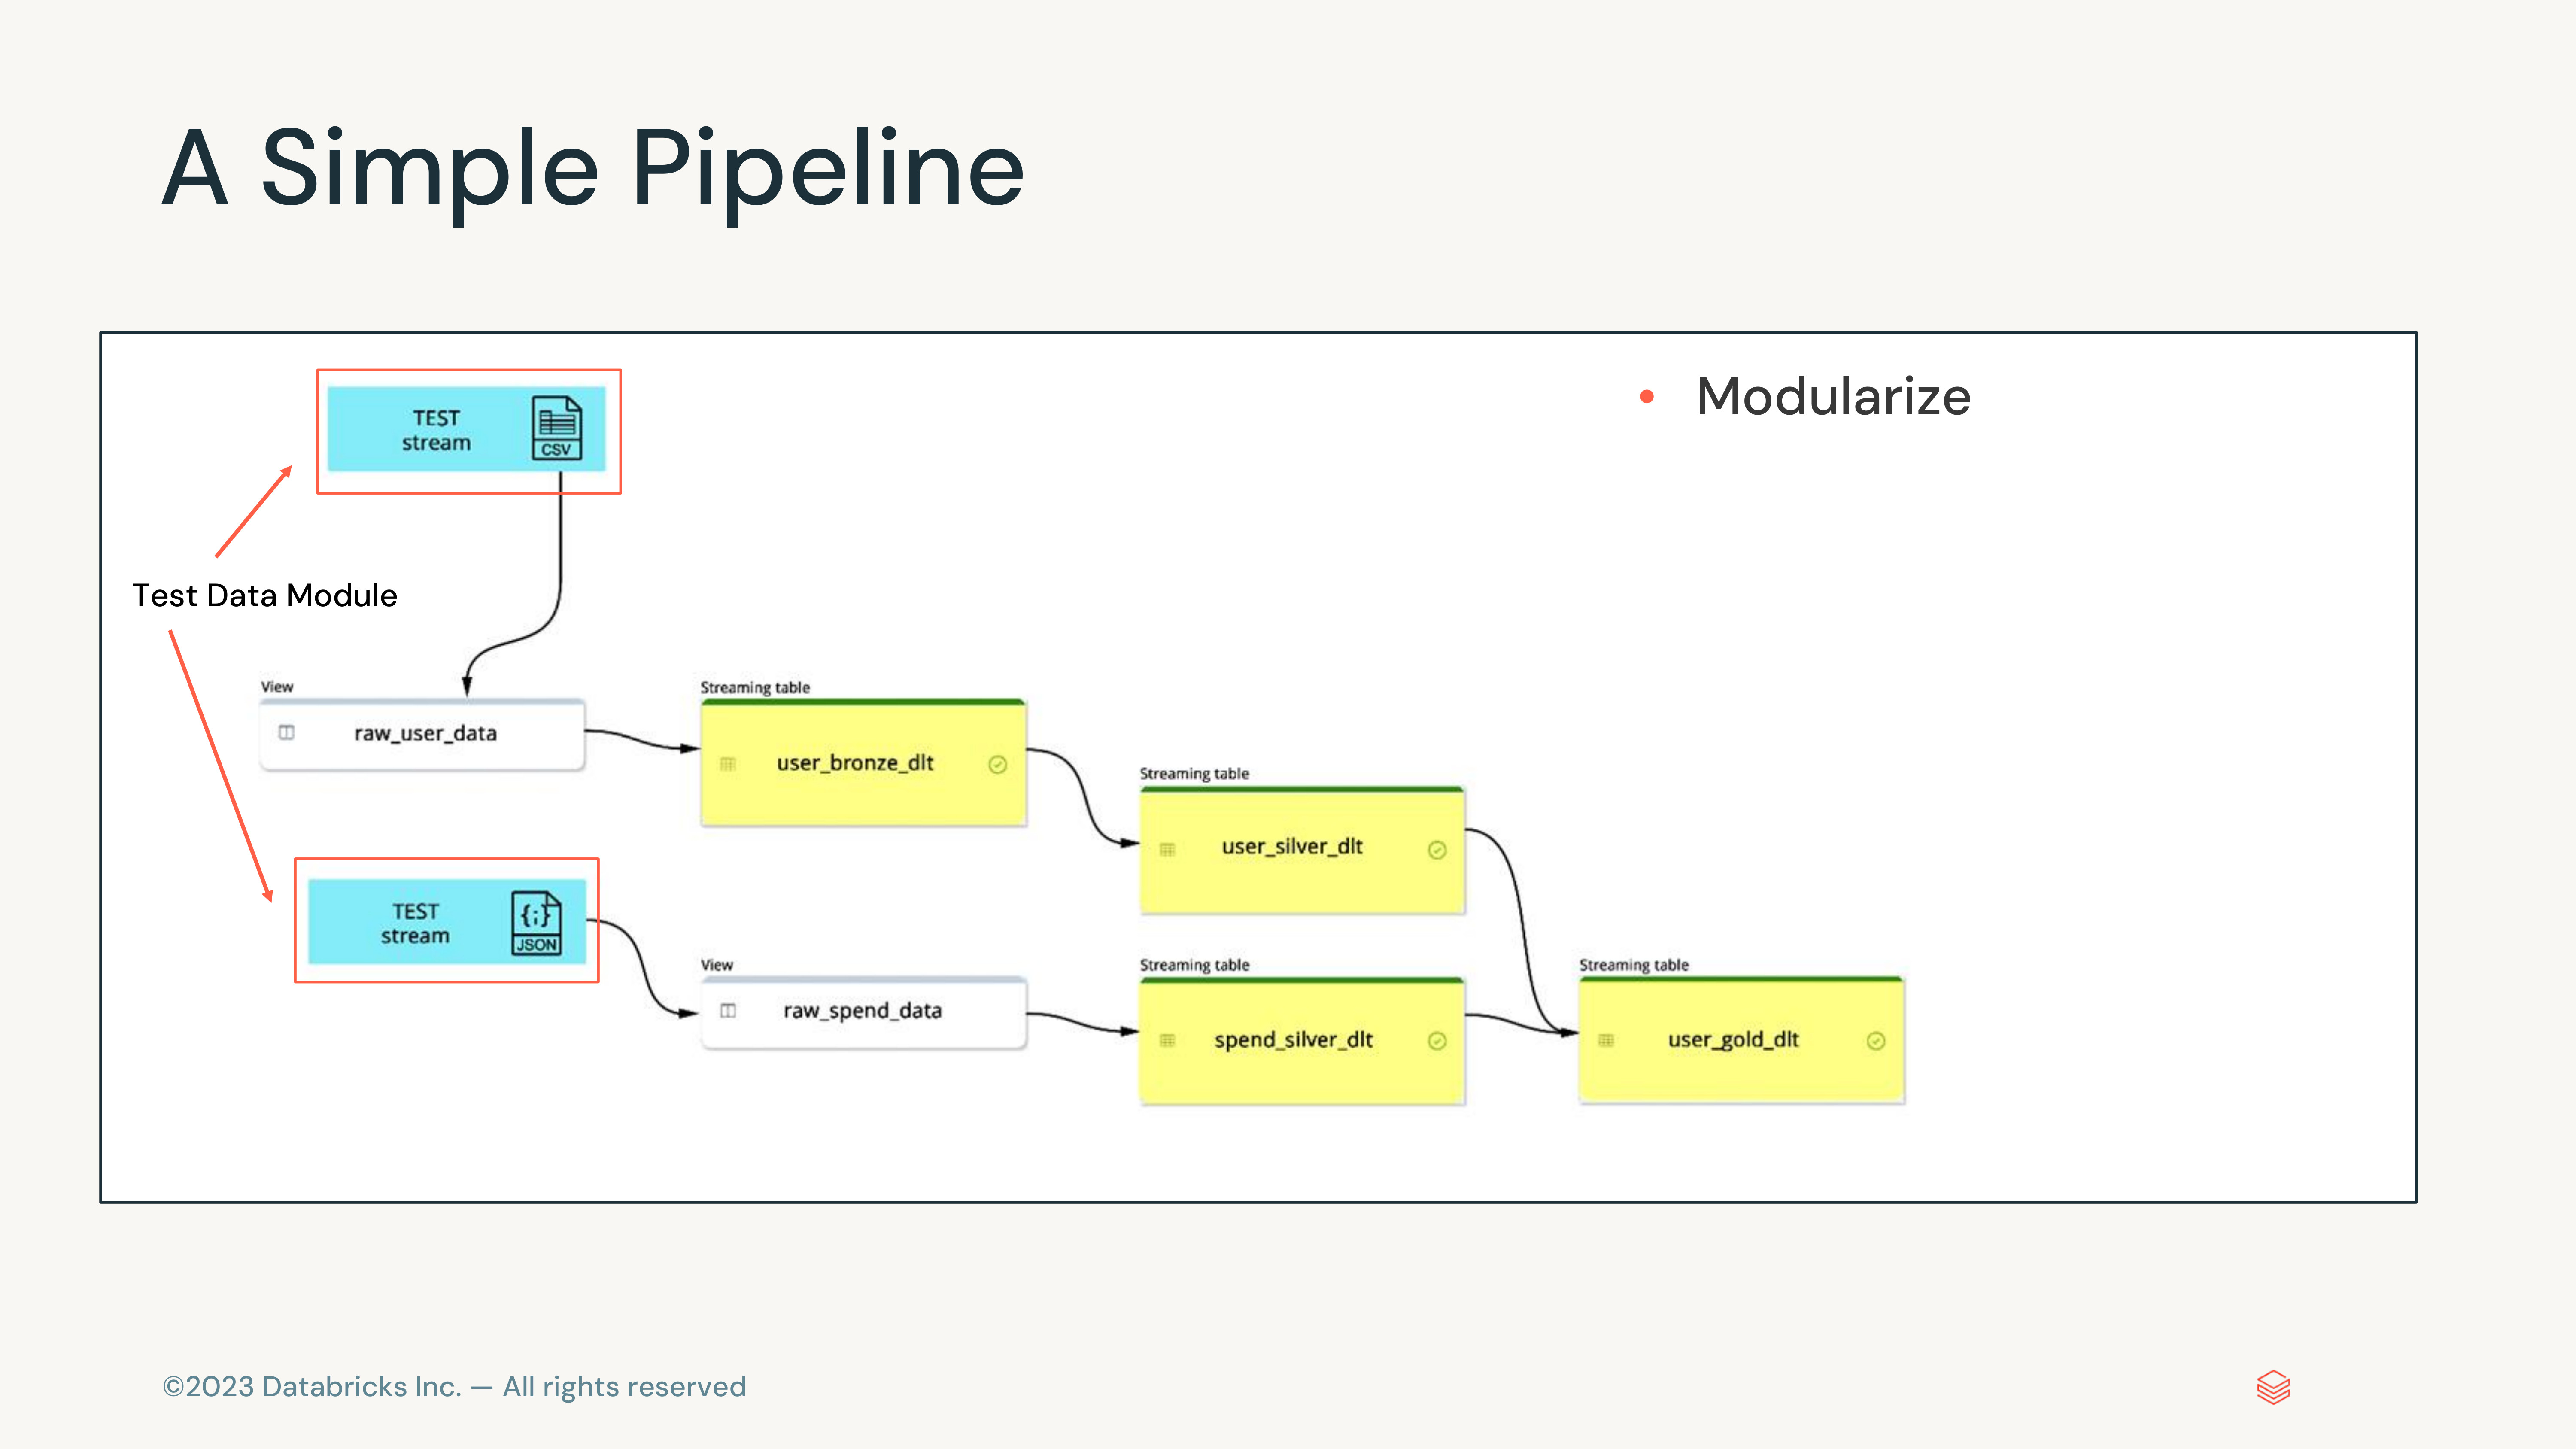 A Simple Pipeline
TEST
stream
CSV
Modularize
Test Data Module
View
raw_user_data
Streaming table
user_bronze_dlt
Streaming table
user_silver_dlt
TEST
stream
{;}
JSON
View
raw_spend_data
Streaming table
spend_silver_dlt
Streaming table
user_gold_dlt
©2023 Databricks Inc. — All rights reserved